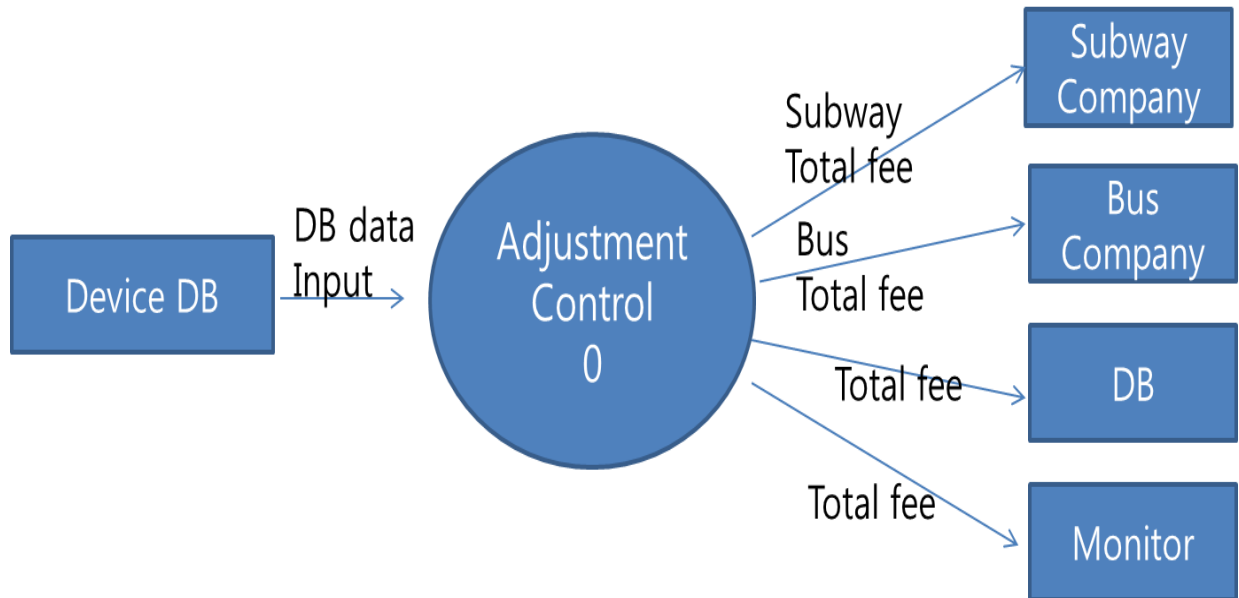 Device DB
DB data
Input
Adjustment
Control
0
Subway
Total fee
Bus
Total fee
Total fee
Total fee
Subway
Company
Bus
Company
DB
Monitor